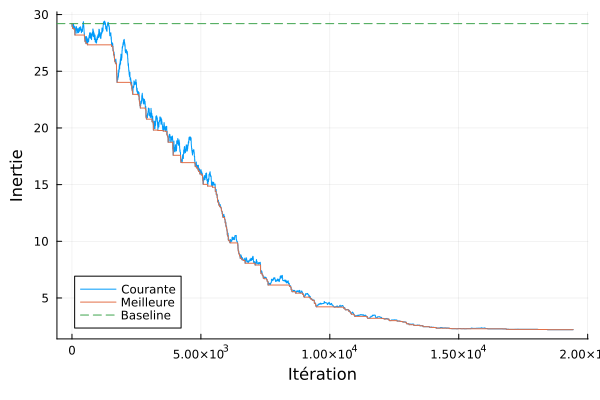 30
25
20
15
10
5
Inertie
Courante
Meilleure
Baseline
0
5.00×10³
1.00×10⁴
1.50×10⁴
2.00×1
Itération